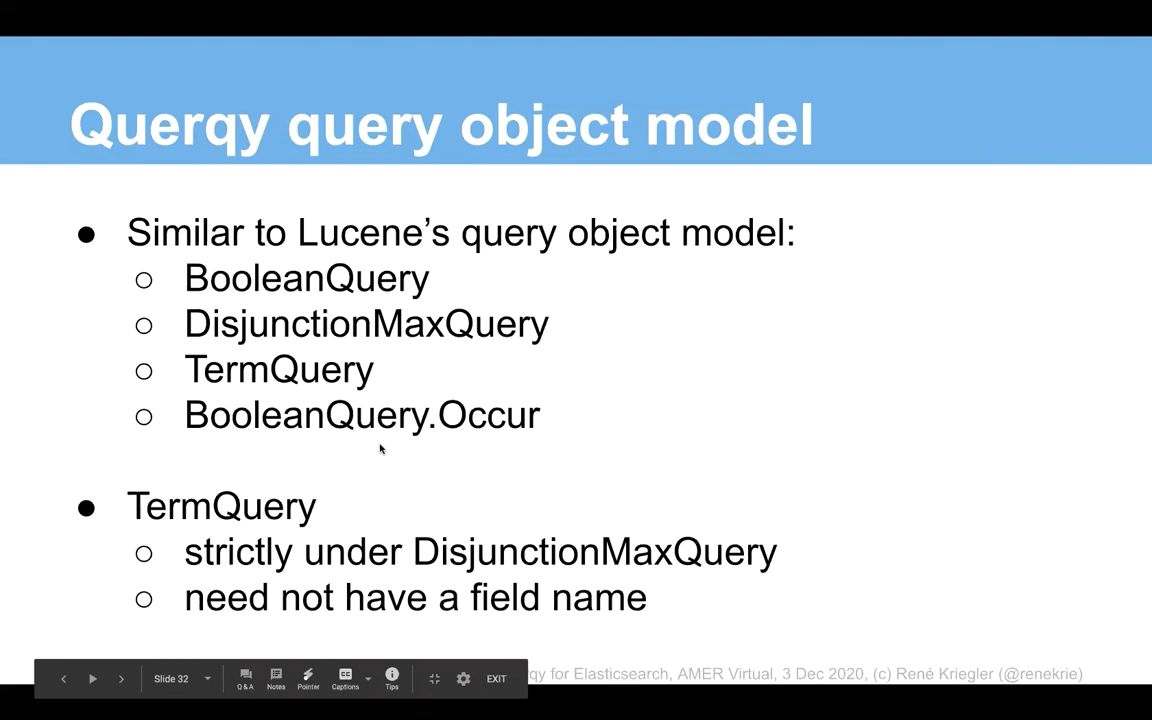 Querqy query object model
● Similar to Lucene’s query object model:
○ BooleanQuery
○ DisjunctionMaxQuery
○ TermQuery
○ BooleanQuery.Occur
● TermQuery
○ strictly under DisjunctionMaxQuery
○ need not have a field name
for Elasticsearch, AMER Virtual, 3 Dec 2020, (c) René Kriegler (@renekrie)
Slide 32
Q&A
Notes
Pointer
CC
Captions
Tips
EXIT